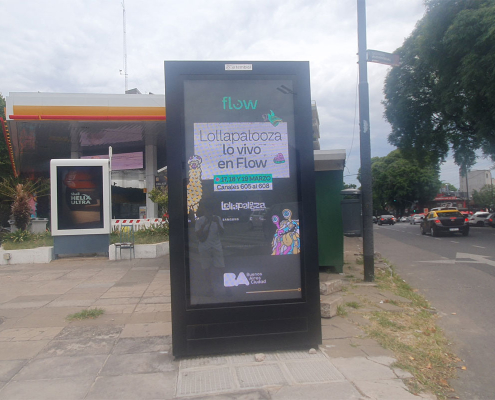 flow
Lollapalooza
lo vivo
en Flow
17, 18 Y 19 MARZO
Canales 605 al 608
Lollapalooza
BA
Buenos
Aires
Ciudad
HELIX
ULTRA